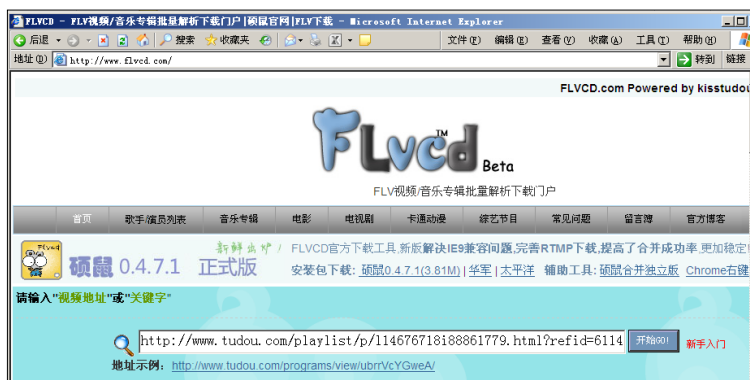 FLVCD - FLV视频/音乐专辑批量解析下载门户|硕鼠官网|FLV下载 - Microsoft Internet Explorer
后退 搜索 收藏夹 文件(F) 编辑(E) 查看(V) 收藏(A) 工具(T) 帮助(H)
地址(D) http://www.flvcd.com/ 转到 链接
FLVCD.com Powered by kisstudou
FLvcd TM Beta
FLV视频/音乐专辑批量解析下载门户
首页 歌手/演员列表 音乐专辑 电影 电视剧 卡通动漫 综艺节目 常见问题 留言簿 官方博客
FLVcd 硕鼠 0.4.7.1 正式版 新鲜出炉 / FLVCD官方下载工具,新版解决IE9兼容问题,完善RTMP下载,提高了合并成功率,更加稳定!
安装包下载: 硕鼠0.4.7.1(3.81M) | 华军 | 太平洋 辅助工具: 硕鼠合并独立版 Chrome右键
请输入"视频地址"或"关键字"
http://www.tudou.com/playlist/p/l14676718i88861779.html?refid=6114 开始GO! 新手入门
地址示例: http://www.tudou.com/programs/view/ubrrVcYGweA/